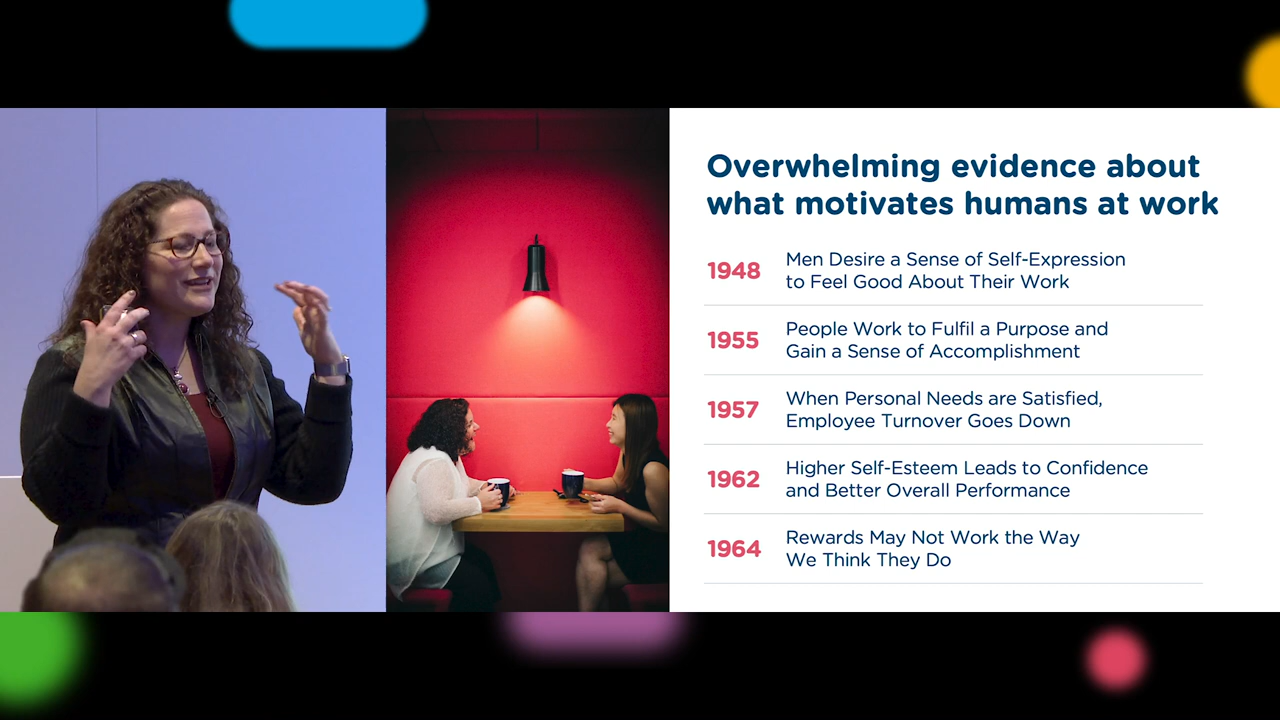 Overwhelming evidence about
what motivates humans at work
1948
Men Desire a Sense of Self-Expression
to Feel Good About Their Work
1955
People Work to Fulfil a Purpose and
Gain a Sense of Accomplishment
1957
When Personal Needs are Satisfied,
Employee Turnover Goes Down
1962
Higher Self-Esteem Leads to Confidence
and Better Overall Performance
1964
Rewards May Not Work the Way
We Think They Do